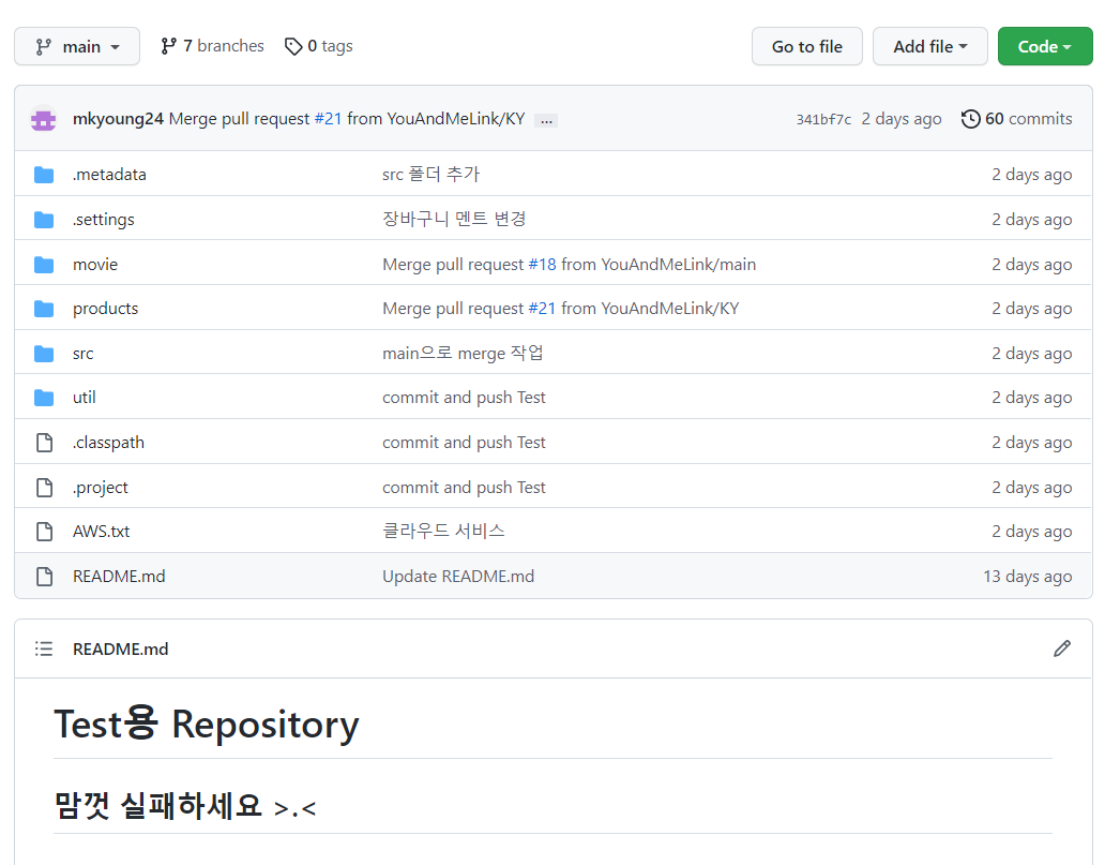 main 7 branches 0 tags Go to file Add file Code
mkyoung24 Merge pull request #21 from YouAndMeLink/KY ... 341bf7c 2 days ago 60 commits
.metadata src 폴더 추가 2 days ago
.settings 장바구니 멘트 변경 2 days ago
movie Merge pull request #18 from YouAndMeLink/main 2 days ago
products Merge pull request #21 from YouAndMeLink/KY 2 days ago
src main으로 merge 작업 2 days ago
util commit and push Test 2 days ago
.classpath commit and push Test 2 days ago
.project commit and push Test 2 days ago
AWS.txt 클라우드 서비스 2 days ago
README.md Update README.md 13 days ago
README.md
Test용 Repository
맘껏 실패하세요 >.<